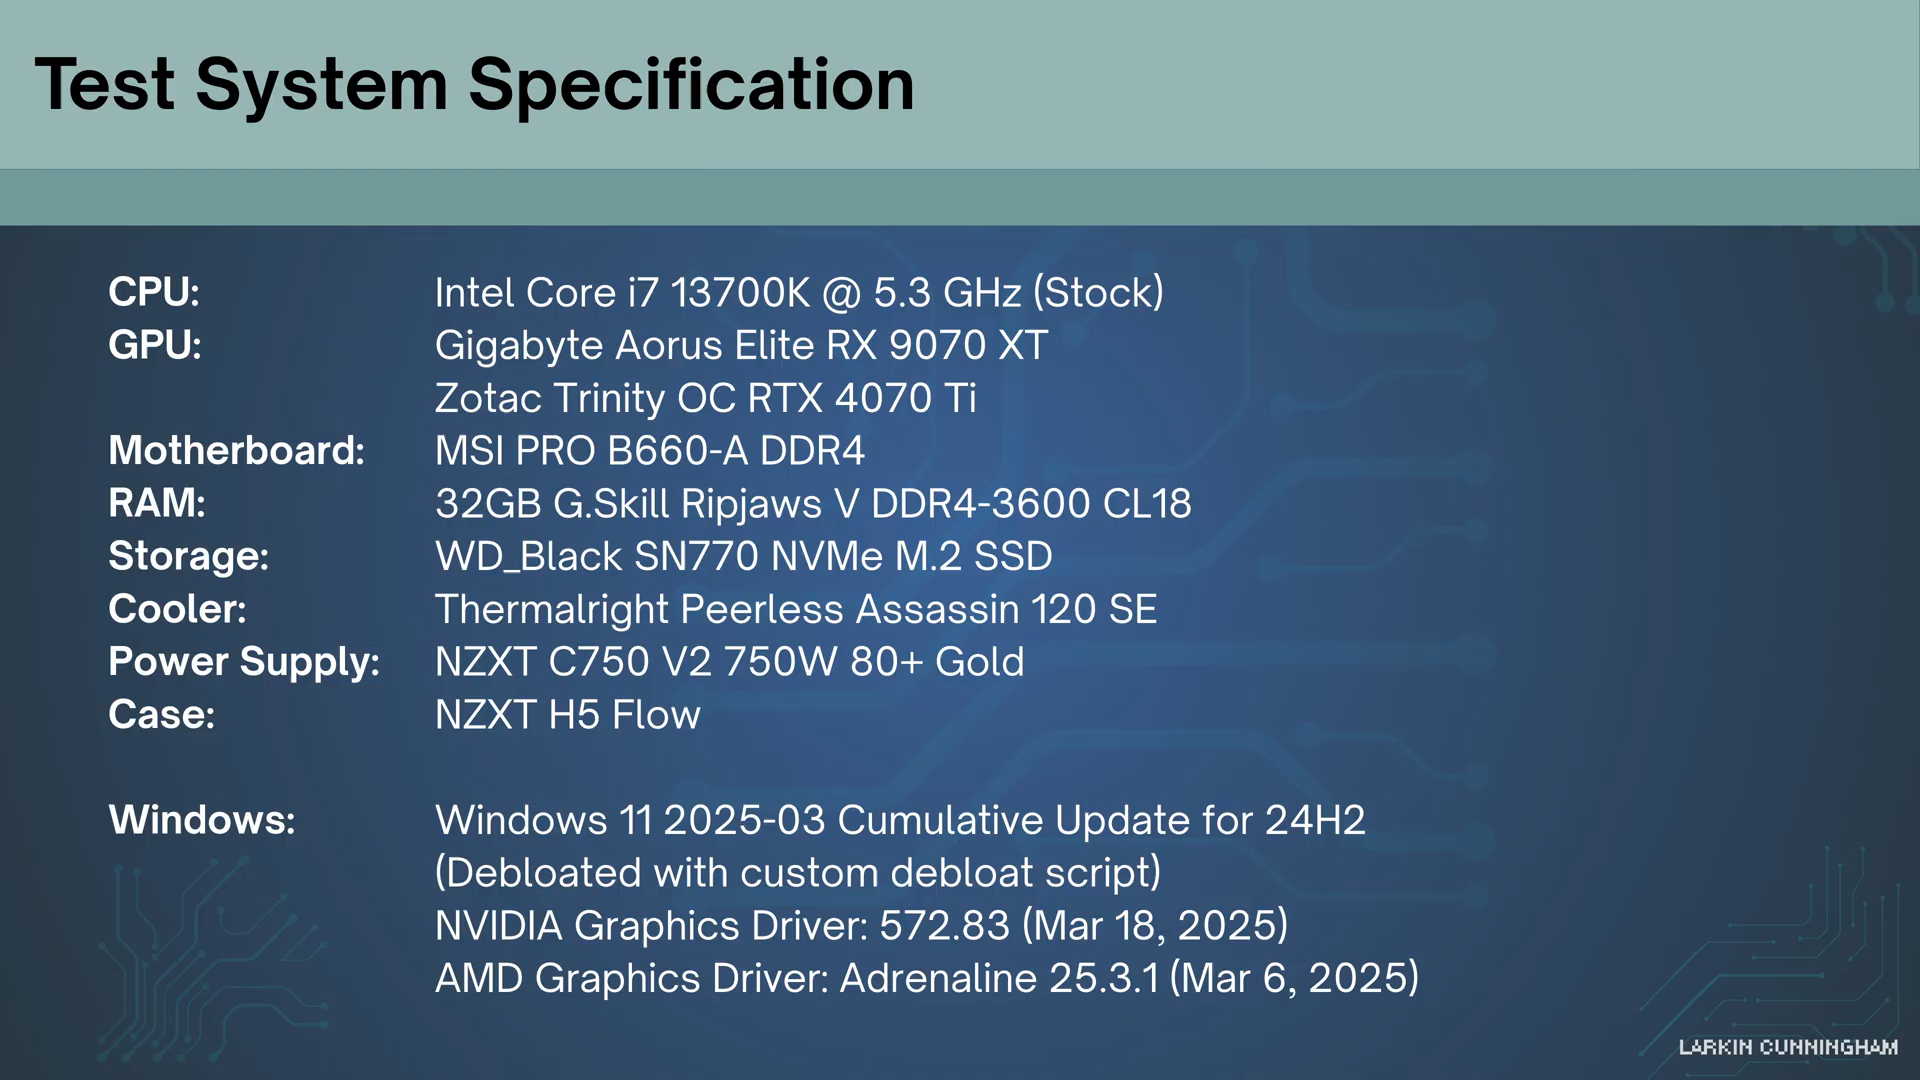 Test System Specification
CPU: Intel Core i7 13700K @ 5.3 GHz (Stock)
GPU: Gigabyte Aorus Elite RX 9070 XT
Zotac Trinity OC RTX 4070 Ti
Motherboard: MSI PRO B660-A DDR4
RAM: 32GB G.Skill Ripjaws V DDR4-3600 CL18
Storage: WD_Black SN770 NVMe M.2 SSD
Cooler: Thermalright Peerless Assassin 120 SE
Power Supply: NZXT C750 V2 750W 80+ Gold
Case: NZXT H5 Flow
Windows: Windows 11 2025-03 Cumulative Update for 24H2
(Debloated with custom debloat script)
NVIDIA Graphics Driver: 572.83 (Mar 18, 2025)
AMD Graphics Driver: Adrenaline 25.3.1 (Mar 6, 2025)
LARKIN CUNNINGHAM